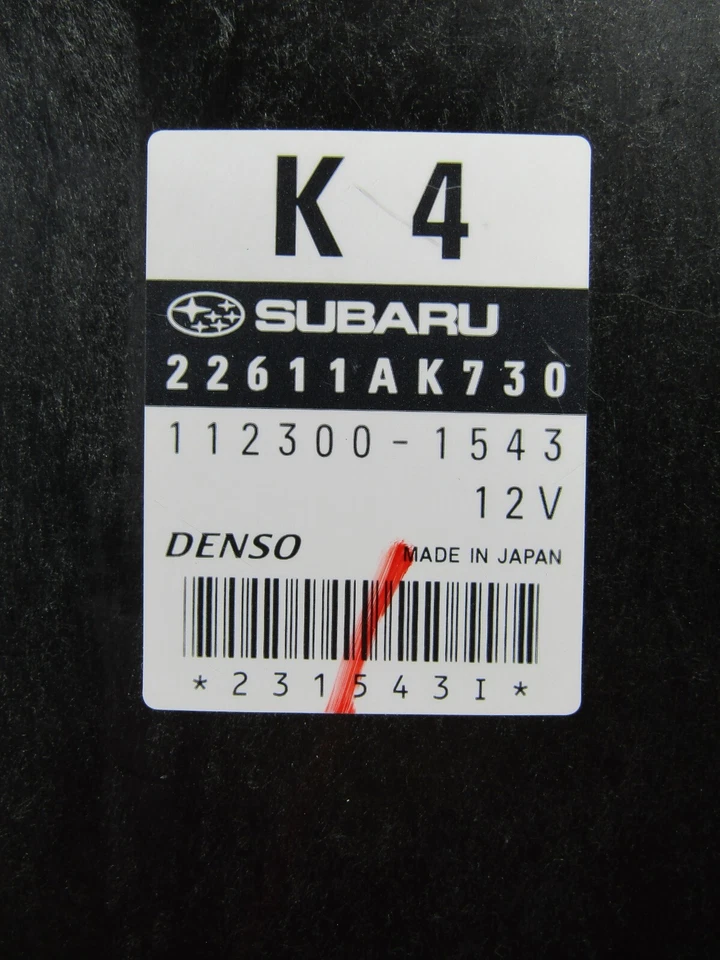 K 4
SUBARU
22611AK730
112300-1543
12V
DENSO MADE IN JAPAN
*231543I*